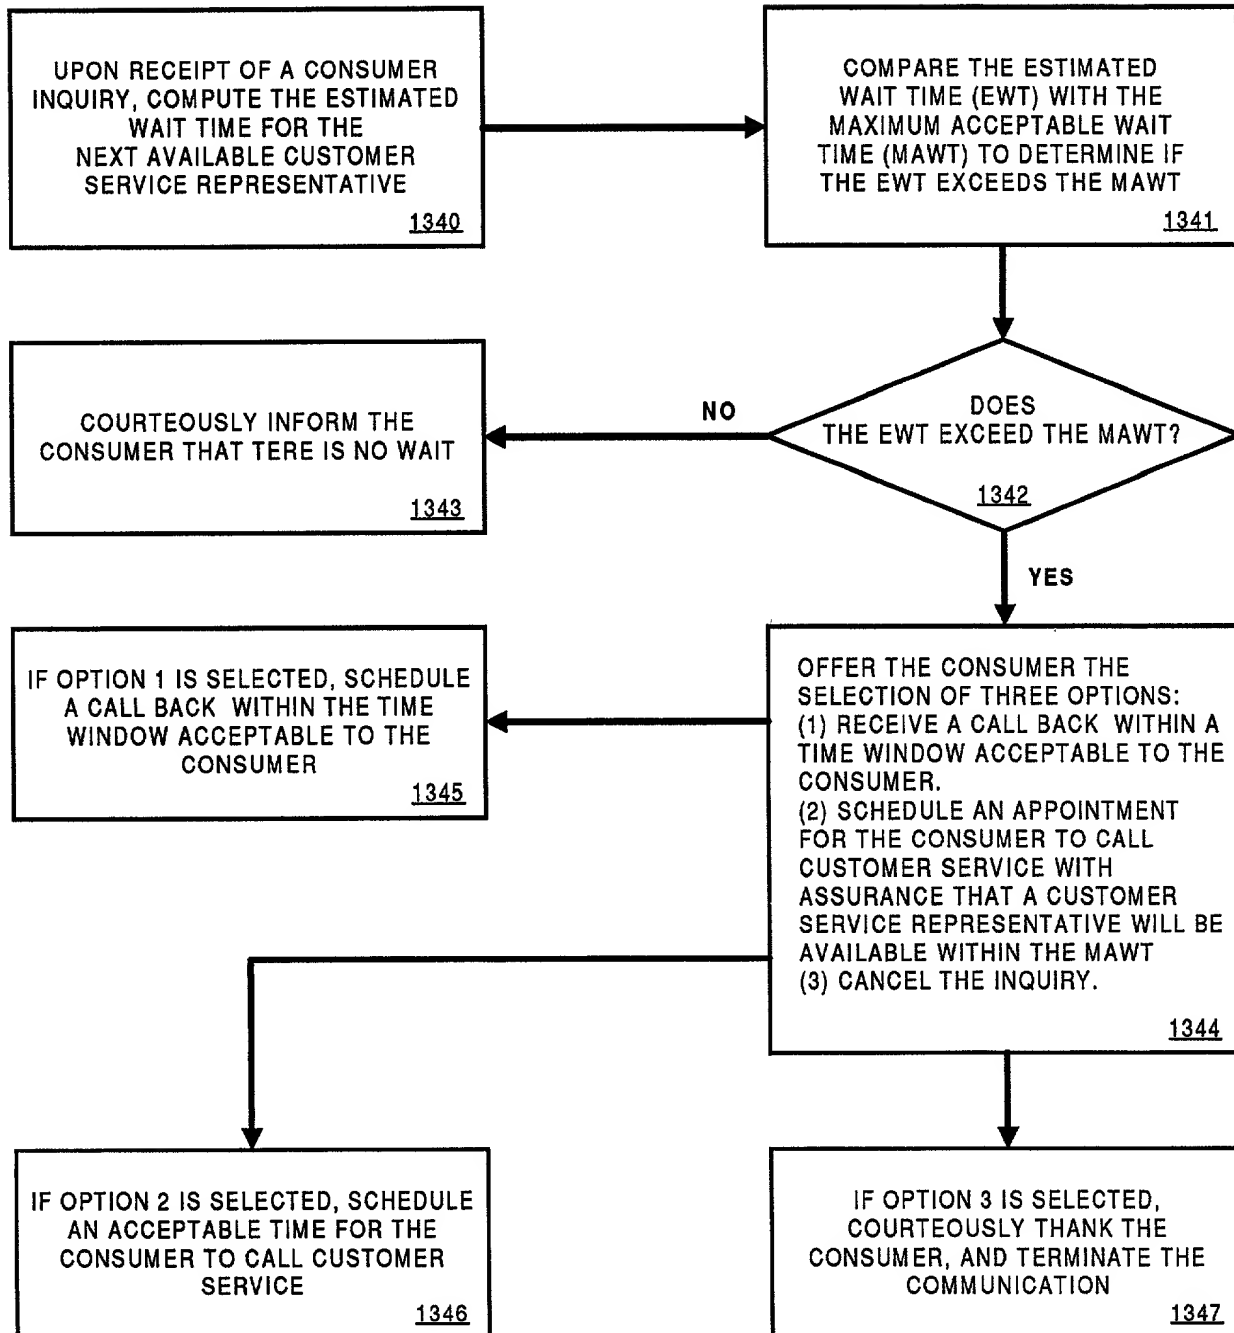 UPON RECEIPT OF A CONSUMER
INQUIRY, COMPUTE THE ESTIMATED
WAIT TIME FOR THE
NEXT AVAILABLE CUSTOMER
SERVICE REPRESENTATIVE
1340
COMPARE THE ESTIMATED
WAIT TIME (EWT) WITH THE
MAXIMUM ACCEPTABLE WAIT
TIME (MAWT) TO DETERMINE IF
THE EWT EXCEEDS THE MAWT
1341
DOES
THE EWT EXCEED THE MAWT?
1342
NO
COURTEOUSLY INFORM THE
CONSUMER THAT TERE IS NO WAIT
1343
YES
OFFER THE CONSUMER THE
SELECTION OF THREE OPTIONS:
(1) RECEIVE A CALL BACK WITHIN A
TIME WINDOW ACCEPTABLE TO THE
CONSUMER.
(2) SCHEDULE AN APPOINTMENT
FOR THE CONSUMER TO CALL
CUSTOMER SERVICE WITH
ASSURANCE THAT A CUSTOMER
SERVICE REPRESENTATIVE WILL BE
AVAILABLE WITHIN THE MAWT
(3) CANCEL THE INQUIRY.
1344
IF OPTION 1 IS SELECTED, SCHEDULE
A CALL BACK WITHIN THE TIME
WINDOW ACCEPTABLE TO THE
CONSUMER
1345
IF OPTION 2 IS SELECTED, SCHEDULE
AN ACCEPTABLE TIME FOR THE
CONSUMER TO CALL CUSTOMER
SERVICE
1346
IF OPTION 3 IS SELECTED,
COURTEOUSLY THANK THE
CONSUMER, AND TERMINATE THE
COMMUNICATION
1347